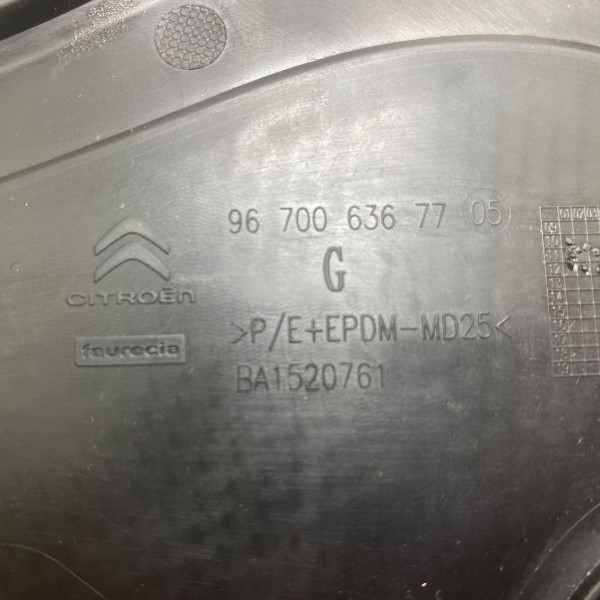 96 700 636 77 05
G
CITROËN
>P/E+EPDM-MD25<
faurecia
BA1520761